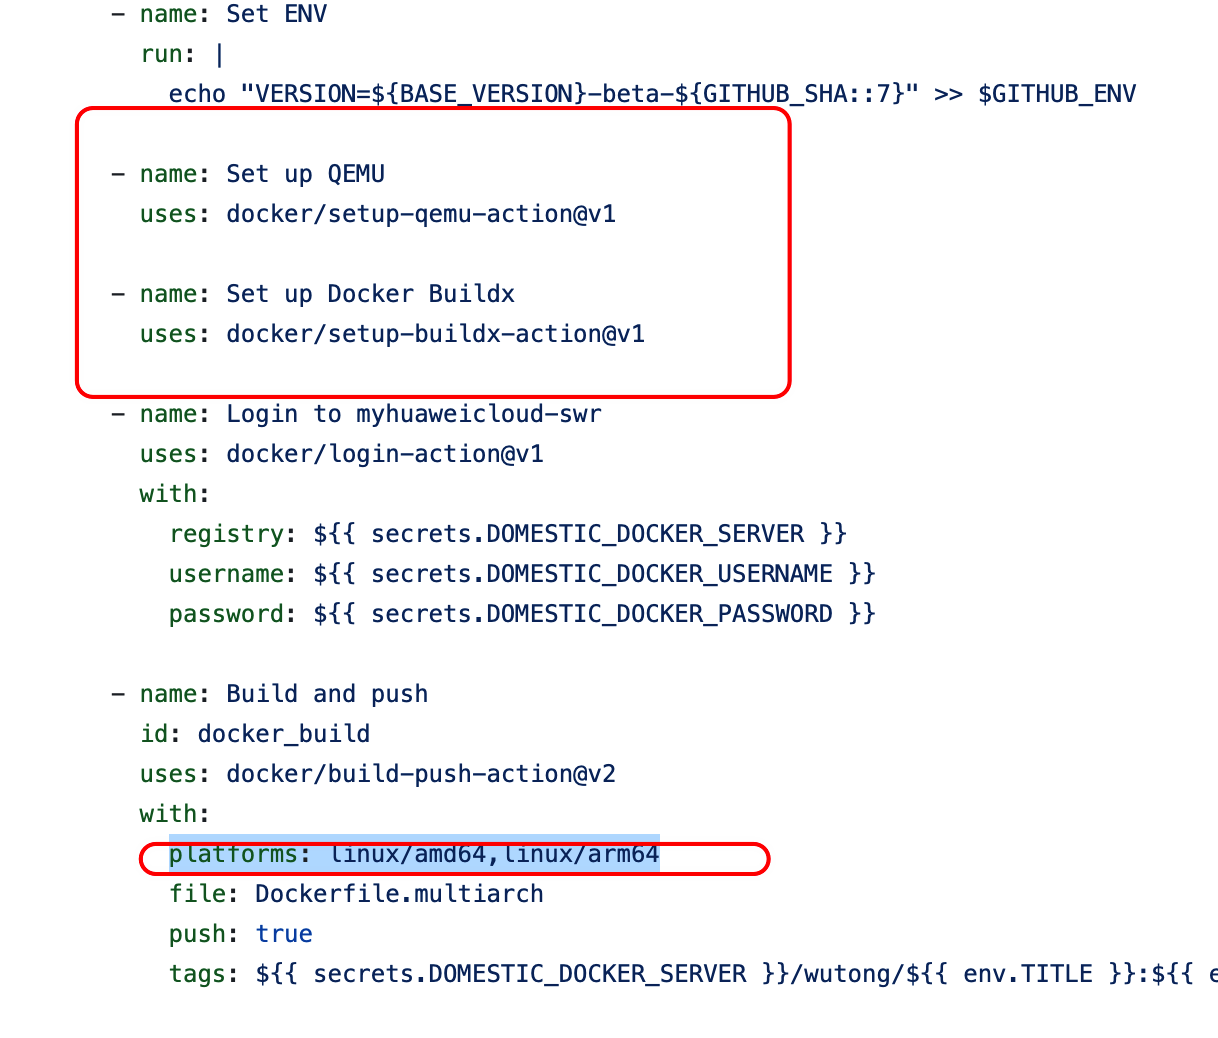 - name: Set ENV
run: |
echo "VERSION=${BASE_VERSION}-beta-${GITHUB_SHA::7}" >> $GITHUB_ENV
- name: Set up QEMU
uses: docker/setup-qemu-action@v1
- name: Set up Docker Buildx
uses: docker/setup-buildx-action@v1
- name: Login to myhuaweicloud-swr
uses: docker/login-action@v1
with:
registry: ${{ secrets.DOMESTIC_DOCKER_SERVER }}
username: ${{ secrets.DOMESTIC_DOCKER_USERNAME }}
password: ${{ secrets.DOMESTIC_DOCKER_PASSWORD }}
- name: Build and push
id: docker_build
uses: docker/build-push-action@v2
with:
platforms: linux/amd64,linux/arm64
file: Dockerfile.multiarch
push: true
tags: ${{ secrets.DOMESTIC_DOCKER_SERVER }}/wutong/${{ env.TITLE }}:${{